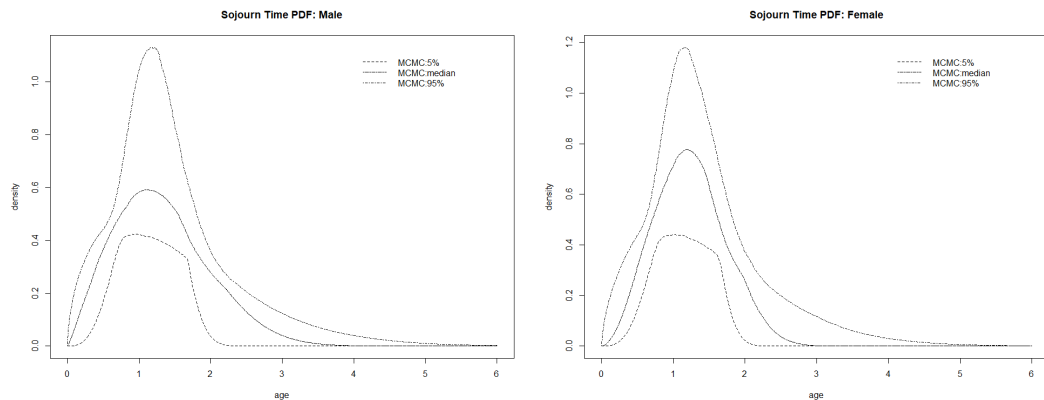 Sojourn Time PDF: Male
MCMC:5%
MCMC:median
MCMC:95%
density
0.0 0.2 0.4 0.6 0.8 1.0
0 1 2 3 4 5 6
age
Sojourn Time PDF: Female
MCMC:5%
MCMC:median
MCMC:95%
density
0.0 0.2 0.4 0.6 0.8 1.0 1.2
0 1 2 3 4 5 6
age